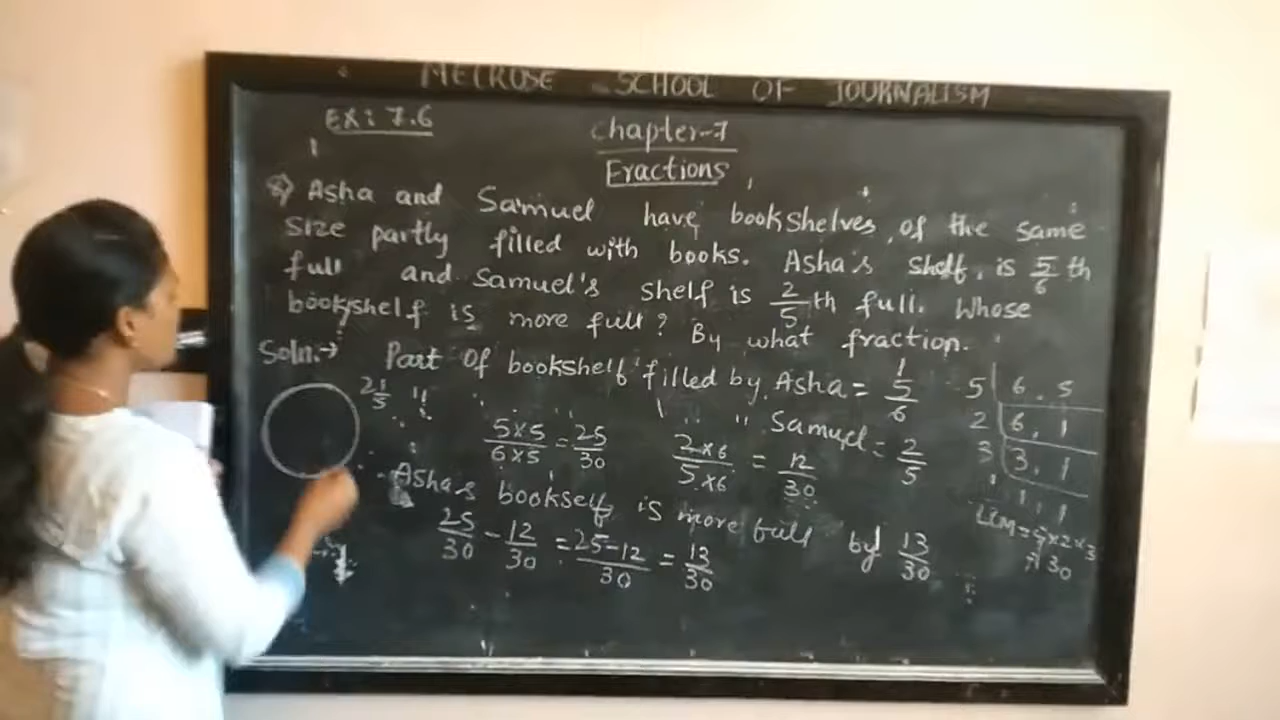 MELROSE SCHOOL OF JOURNALISM
EX: 7.6
Chapter-7
Fractions
8) Asha and Samuel have bookshelves of the same
size partly filled with books. Asha's shelf is 5/6 th
full and Samuel's shelf is 2/5 th full. Whose
bookshelf is more full? By what fraction.
Soln.→ Part of bookshelf filled by Asha = 5/6
" " " " " Samuel = 2/5
5×5/6×5 = 25/30 2×6/5×6 = 12/30
Asha's bookself is more full by 13/30
25/30 - 12/30 = 25-12/30 = 13/30
5 | 6, 5
2 | 6, 1
3 | 3, 1
1, 1
LCM = 5×2×3
= 30